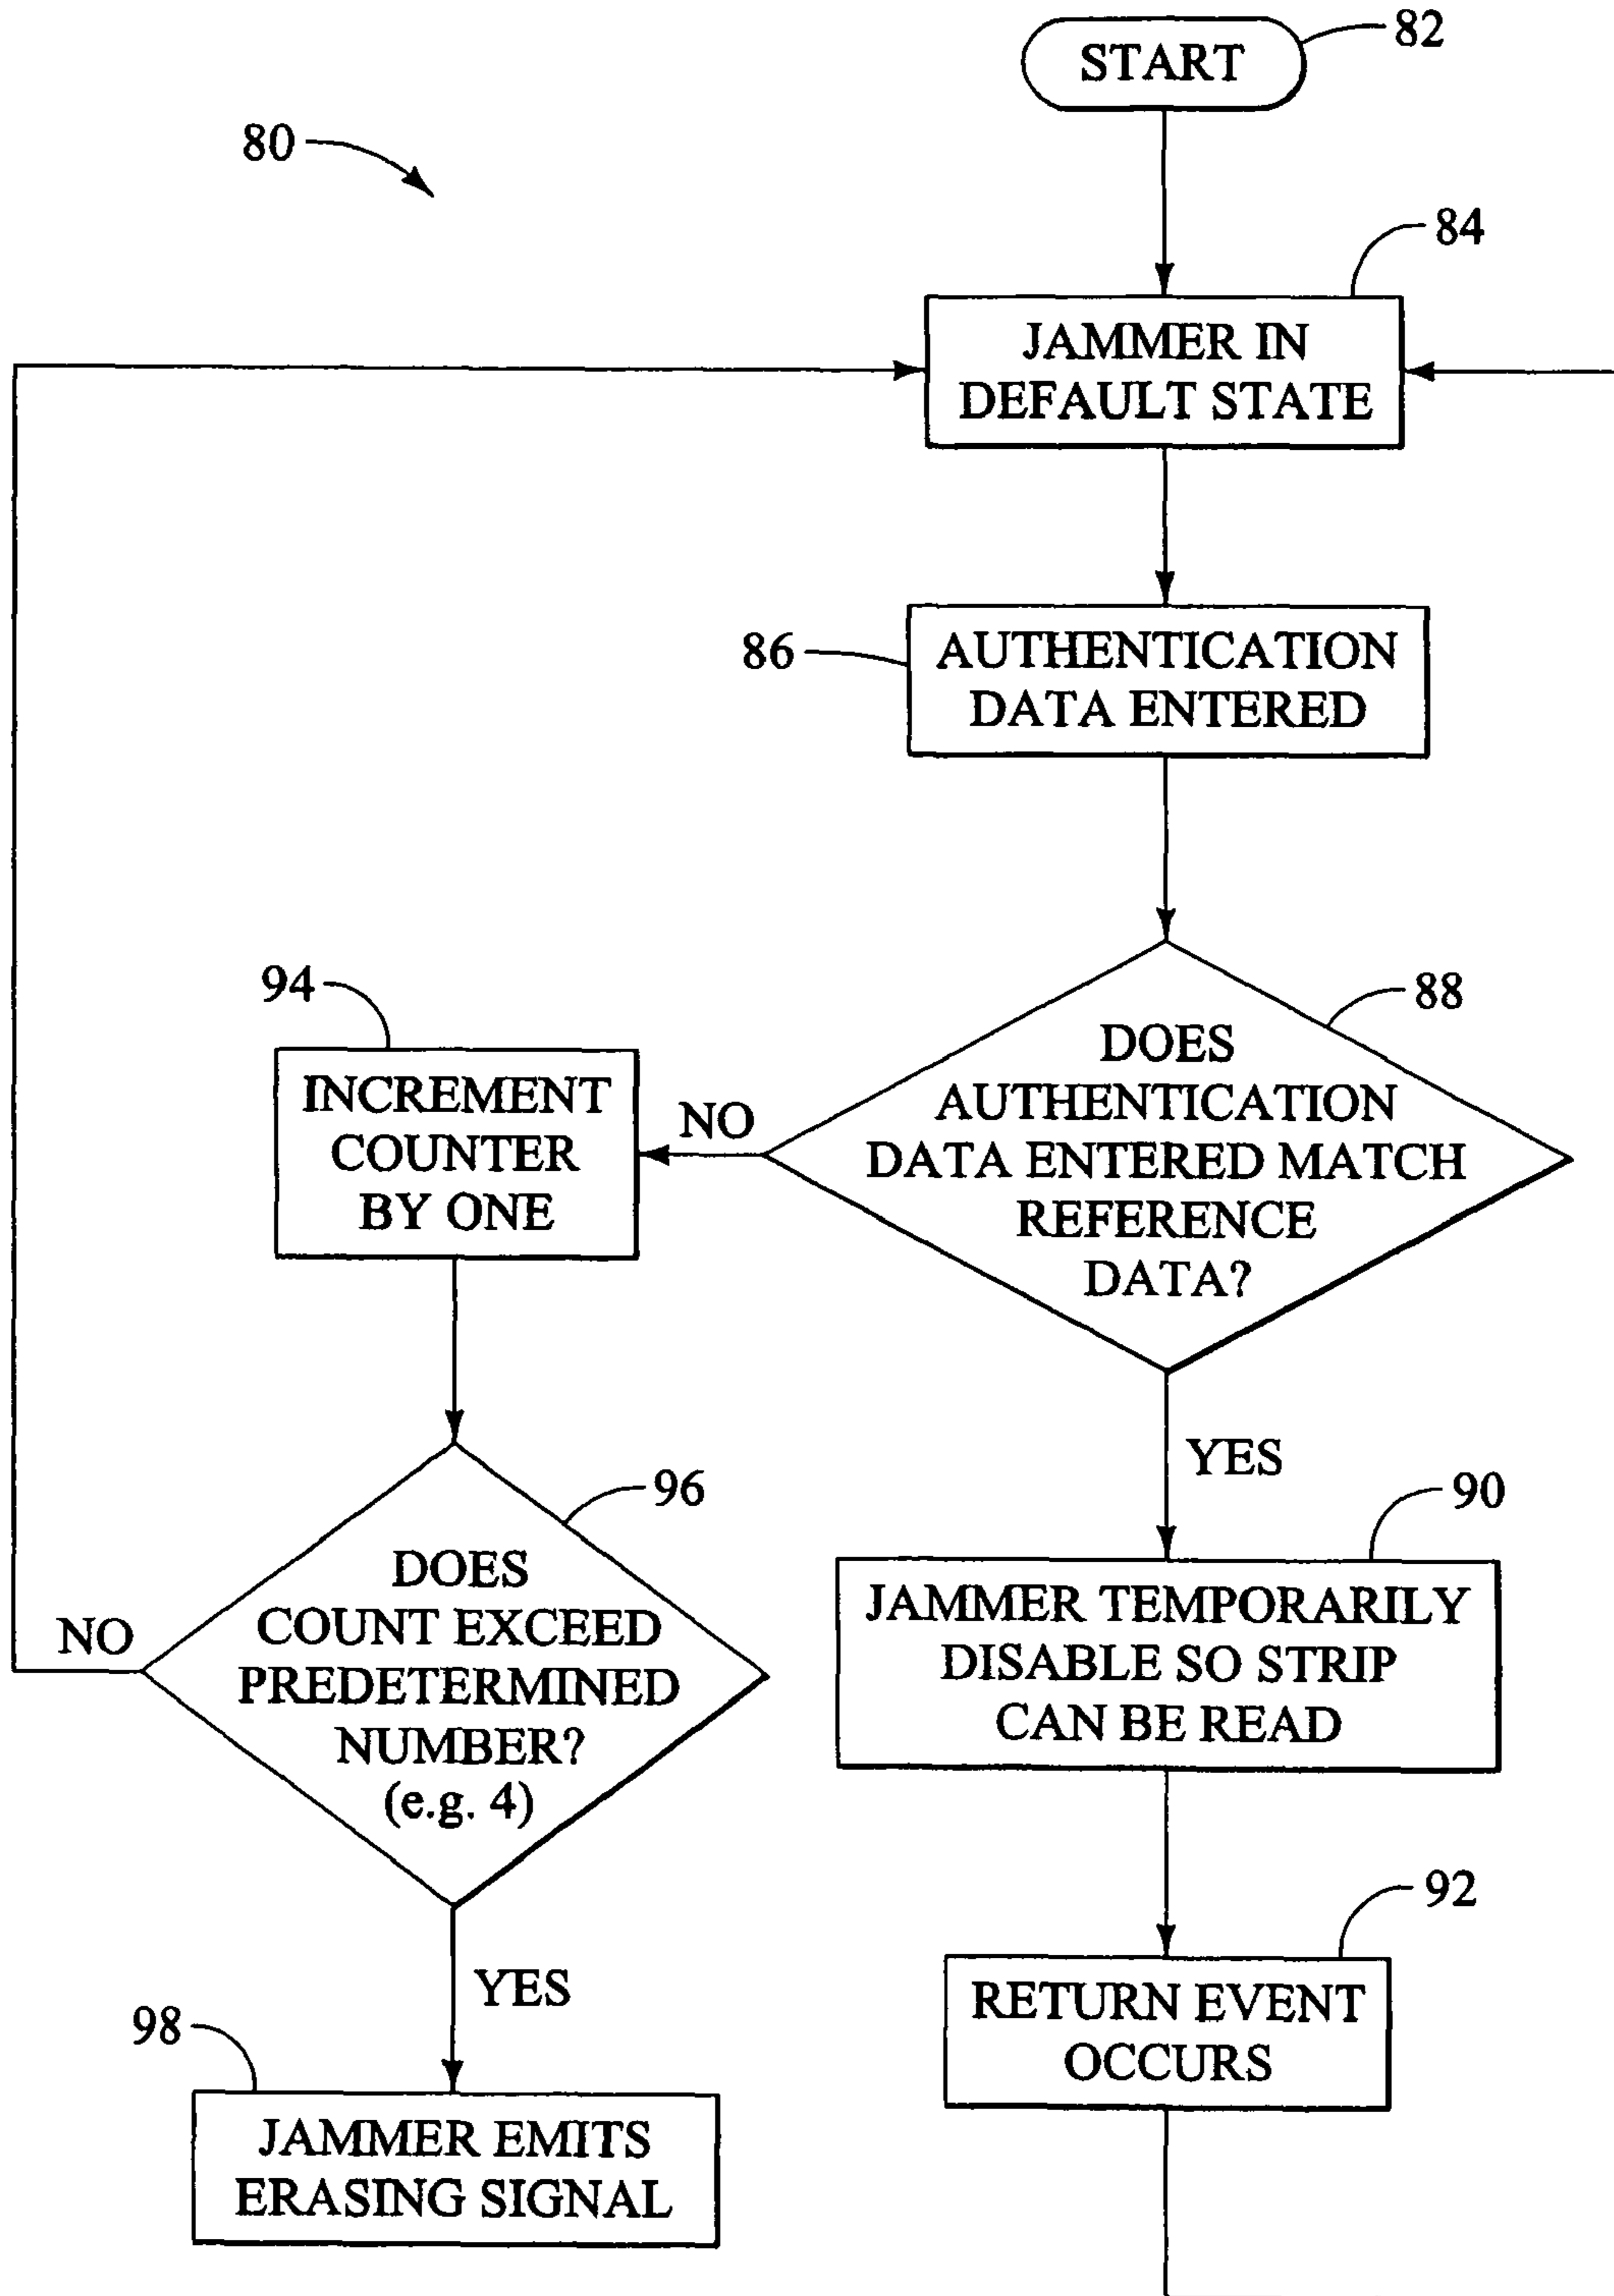 START
82
80
84
JAMMER IN
DEFAULT STATE
86
AUTHENTICATION
DATA ENTERED
94
88
INCREMENT
COUNTER
BY ONE
NO
DOES
AUTHENTICATION
DATA ENTERED MATCH
REFERENCE
DATA?
YES
96
90
DOES
COUNT EXCEED
PREDETERMINED
NUMBER?
(e.g. 4)
NO
JAMMER TEMPORARILY
DISABLE SO STRIP
CAN BE READ
92
YES
RETURN EVENT
OCCURS
98
JAMMER EMITS
ERASING SIGNAL